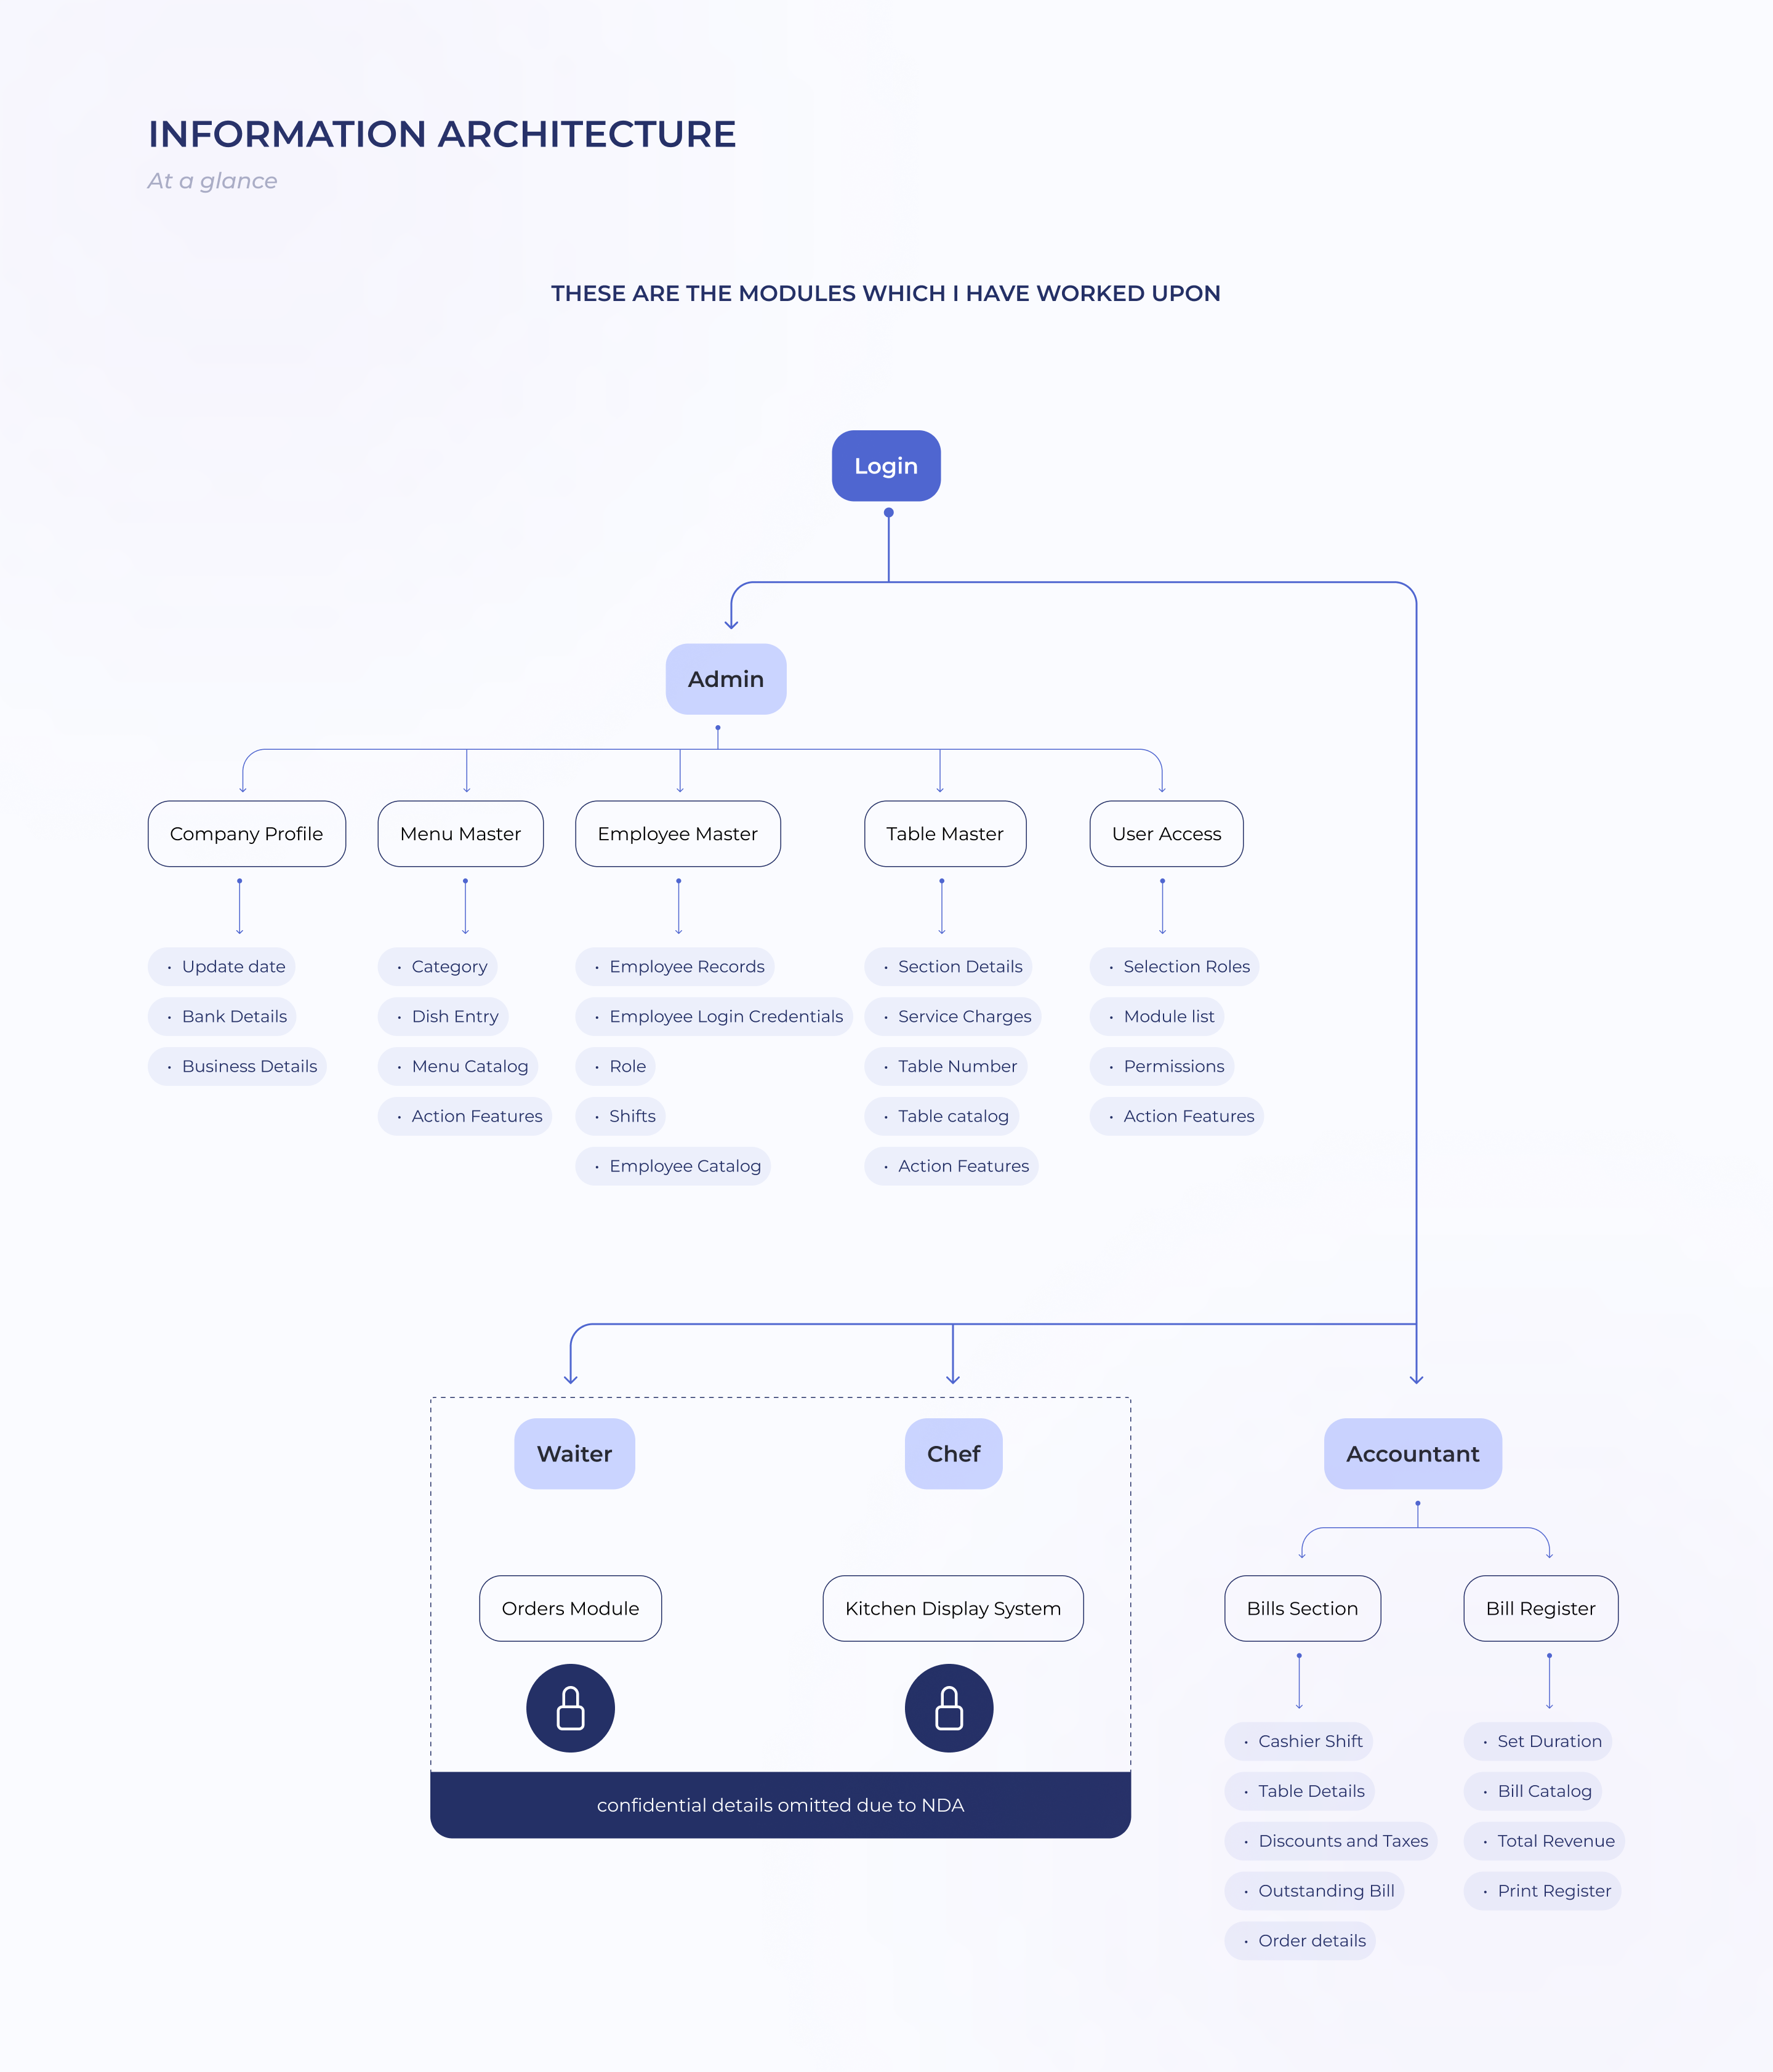 INFORMATION ARCHITECTURE
At a glance
THESE ARE THE MODULES WHICH I HAVE WORKED UPON
Login
Admin
Company Profile
Menu Master
Employee Master
Table Master
User Access
• Update date
• Bank Details
• Business Details
• Category
• Dish Entry
• Menu Catalog
• Action Features
• Employee Records
• Employee Login Credentials
• Role
• Shifts
• Employee Catalog
• Section Details
• Service Charges
• Table Number
• Table catalog
• Action Features
• Selection Roles
• Module list
• Permissions
• Action Features
Waiter
Chef
Accountant
Orders Module
Kitchen Display System
confidential details omitted due to NDA
Bills Section
Bill Register
• Cashier Shift
• Table Details
• Discounts and Taxes
• Outstanding Bill
• Order details
• Set Duration
• Bill Catalog
• Total Revenue
• Print Register